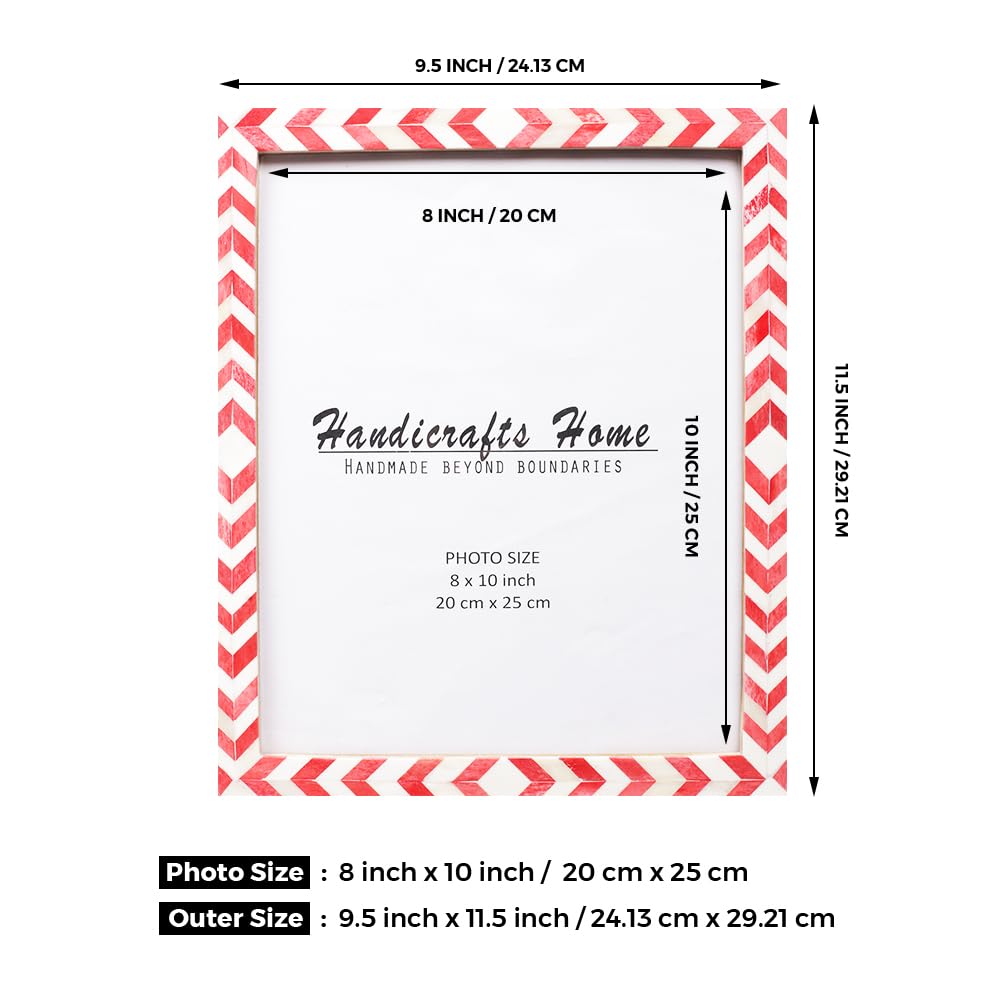 9.5 INCH / 24.13 CM
8 INCH / 20 CM
10 INCH / 25 CM
11.5 INCH / 29.21 CM
Handicrafts Home
HANDMADE BEYOND BOUNDARIES
PHOTO SIZE
8 x 10 inch
20 cm x 25 cm
Photo Size : 8 inch x 10 inch / 20 cm x 25 cm
Outer Size : 9.5 inch x 11.5 inch / 24.13 cm x 29.21 cm